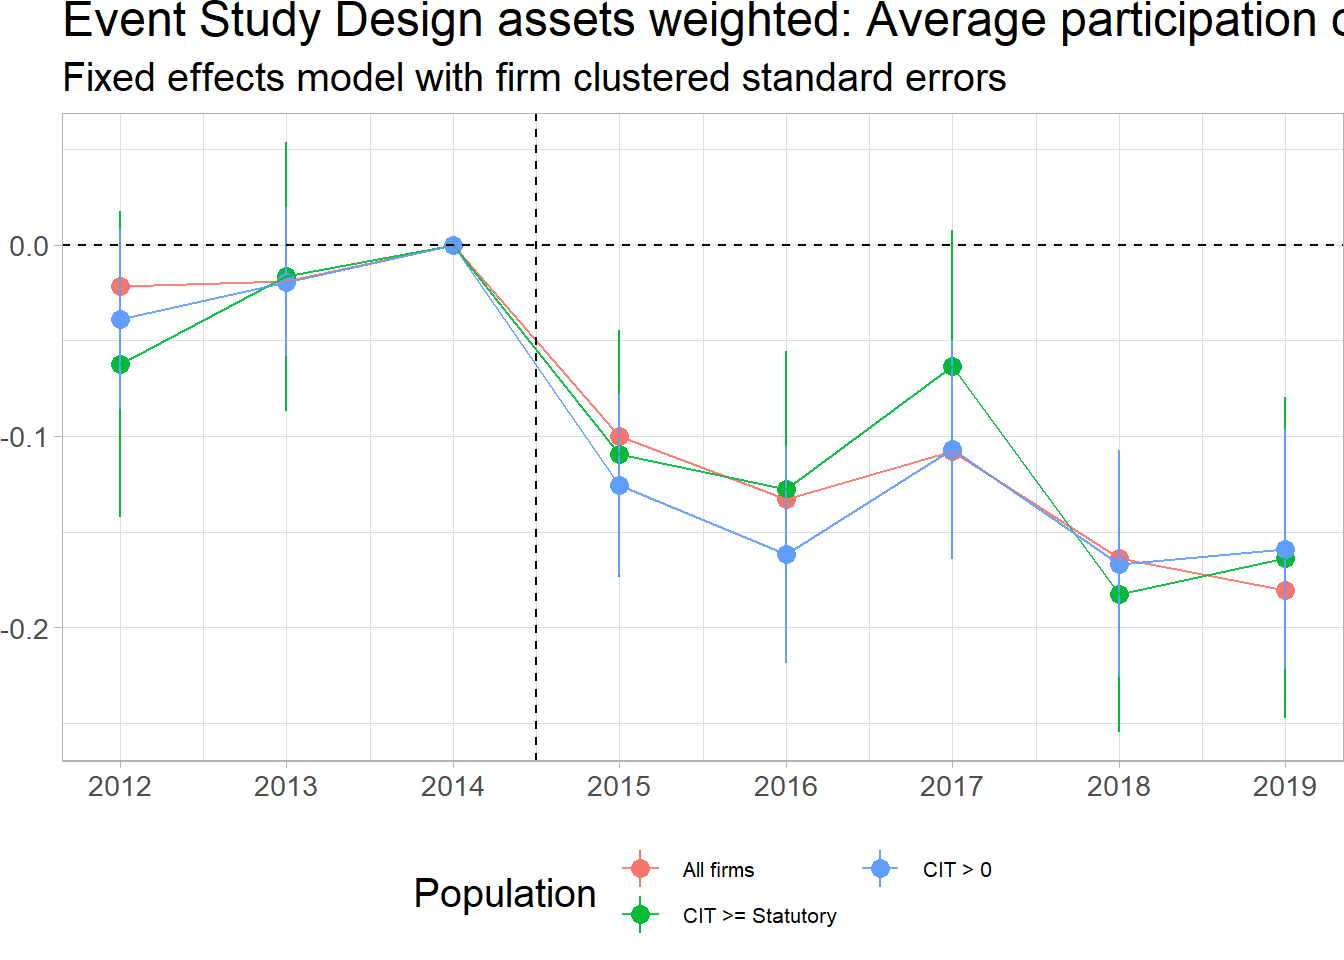 Event Study Design assets weighted: Average participation
Fixed effects model with firm clustered standard errors
0.0
-0.1
-0.2
2012 2013 2014 2015 2016 2017 2018 2019
Population
All firms
CIT > 0
CIT >= Statutory